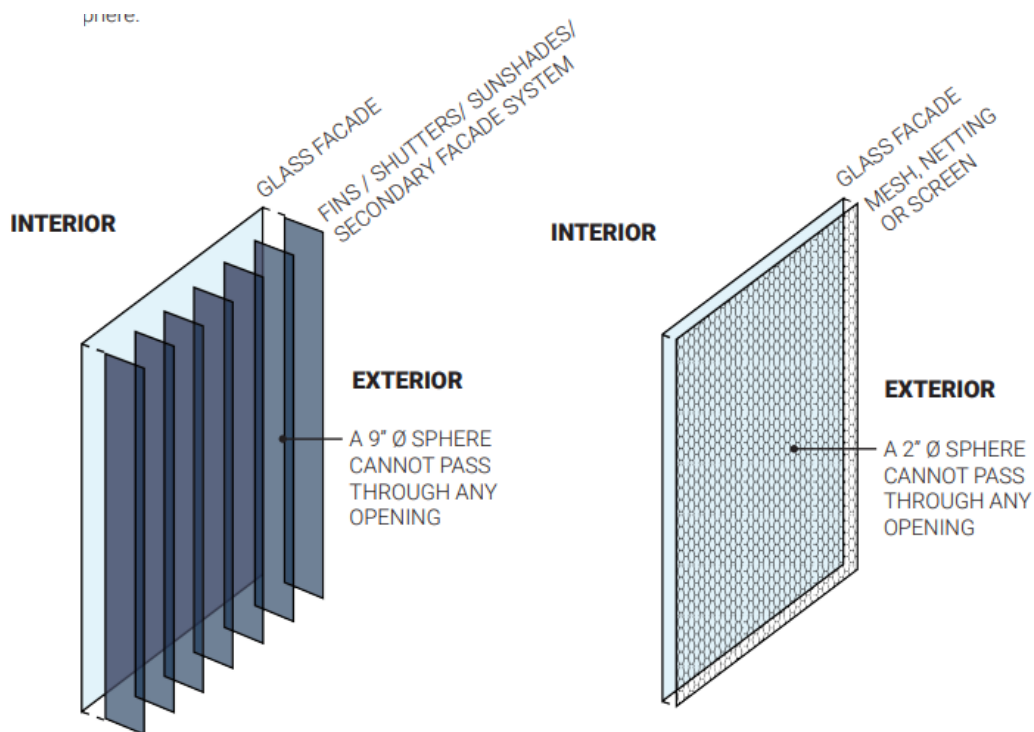 phere.
GLASS FACADE
FINS / SHUTTERS/ SUNSHADES/
SECONDARY FACADE SYSTEM
INTERIOR
EXTERIOR
A 9” Ø SPHERE
CANNOT PASS
THROUGH ANY
OPENING
GLASS FACADE
MESH, NETTING
OR SCREEN
INTERIOR
EXTERIOR
A 2” Ø SPHERE
CANNOT PASS
THROUGH ANY
OPENING